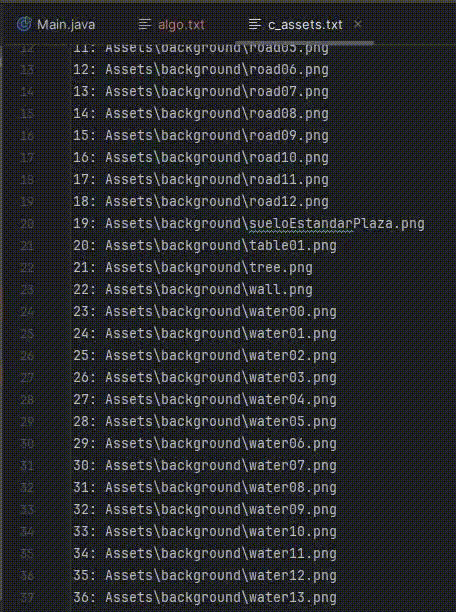 Main.java algo.txt c_assets.txt ×
12 11: Assets\background\road05.png
13 12: Assets\background\road06.png
14 13: Assets\background\road07.png
15 14: Assets\background\road08.png
16 15: Assets\background\road09.png
17 16: Assets\background\road10.png
18 17: Assets\background\road11.png
19 18: Assets\background\road12.png
20 19: Assets\background\sueloEstandarPlaza.png
21 20: Assets\background\table01.png
22 21: Assets\background\tree.png
23 22: Assets\background\wall.png
24 23: Assets\background\water00.png
25 24: Assets\background\water01.png
26 25: Assets\background\water02.png
27 26: Assets\background\water03.png
28 27: Assets\background\water04.png
29 28: Assets\background\water05.png
30 29: Assets\background\water06.png
31 30: Assets\background\water07.png
32 31: Assets\background\water08.png
33 32: Assets\background\water09.png
34 33: Assets\background\water10.png
35 34: Assets\background\water11.png
36 35: Assets\background\water12.png
37 36: Assets\background\water13.png